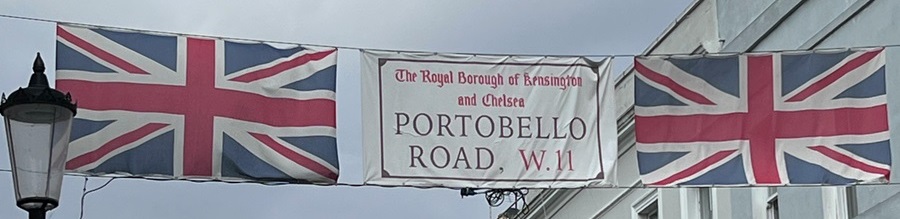 The Royal Borough of Kensington
and Chelsea
PORTOBELLO
ROAD, W.11